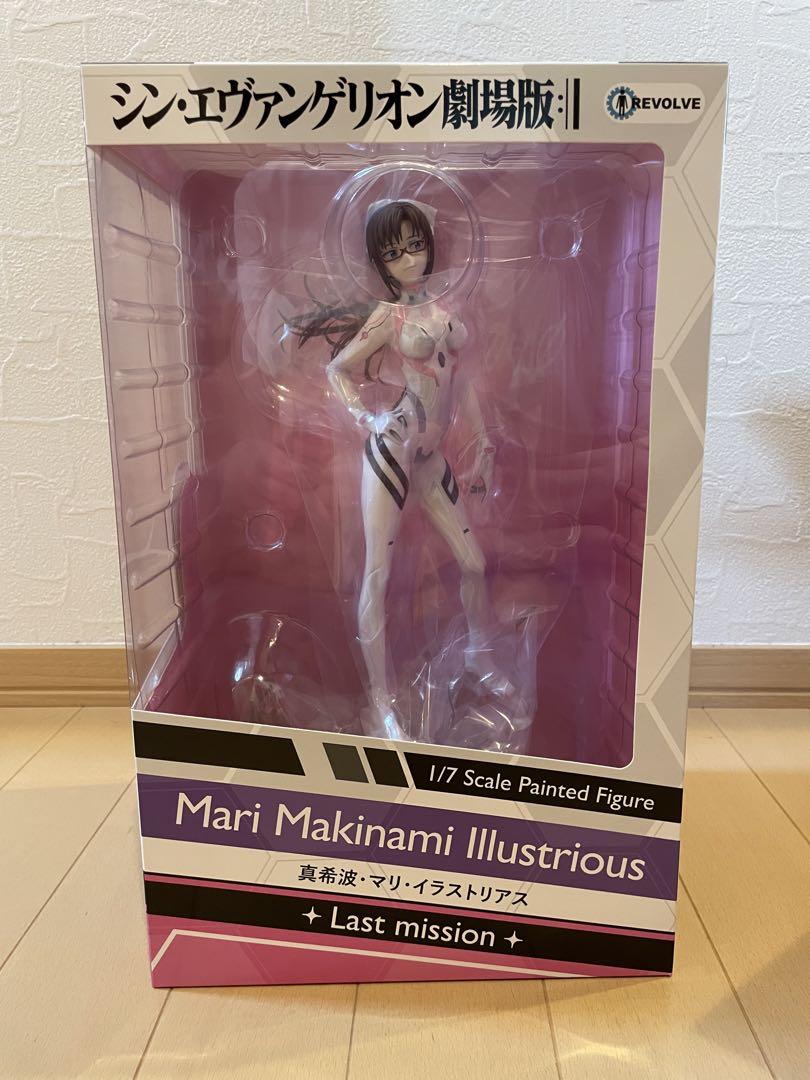 シン・エヴァンゲリオン劇場版:||
REVOLVE
1/7 Scale Painted Figure
Mari Makinami Illustrious
真希波・マリ・イラストリアス
Last mission